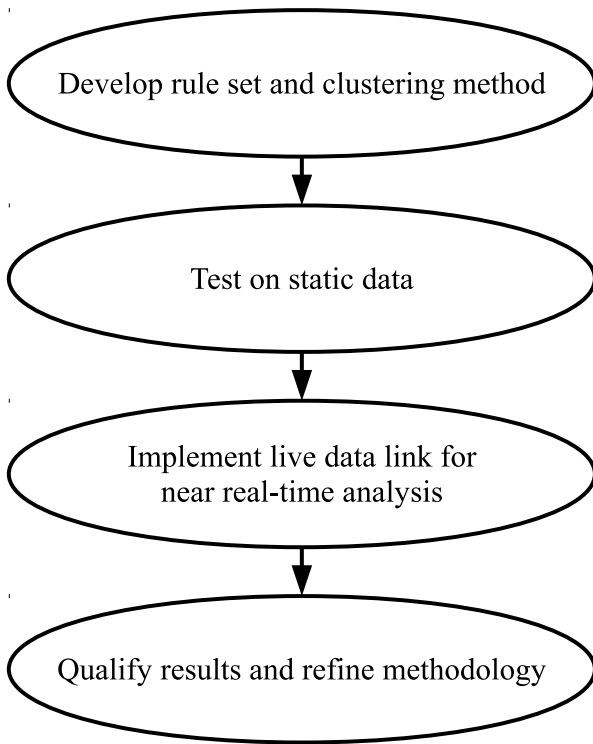 Develop rule set and clustering method
Test on static data
Implement live data link for
near real-time analysis
Qualify results and refine methodology